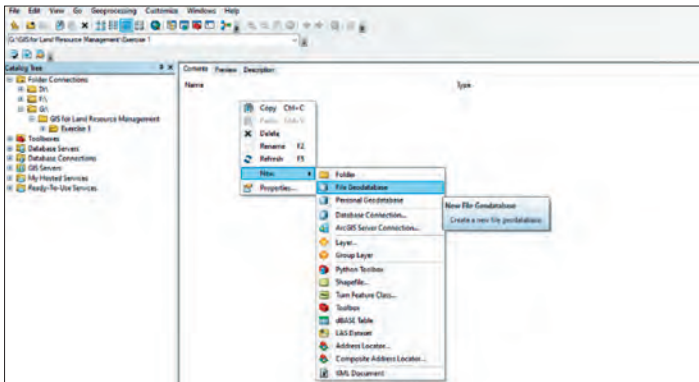 File Edit View Go Geoprocessing Customize Windows Help
G:\GIS for Land Resource Management\Exercise 1
Catalog Tree
Folder Connections
D:\
F:\
G:\
GIS for Land Resource Management
Exercise 1
Toolboxes
Database Servers
Database Connections
GIS Servers
My Hosted Services
Ready-To-Use Services
Contents Preview Description
Name Type
Copy Ctrl+C
Paste Ctrl+V
Delete
Rename F2
Refresh F5
New
Properties...
Folder
File Geodatabase
Personal Geodatabase
Database Connection...
ArcGIS Server Connection...
Layer...
Group Layer
Python Toolbox
Shapefile...
Turn Feature Class...
Toolbox
dBASE Table
LAS Dataset
Address Locator...
Composite Address Locator...
XML Document
New File Geodatabase
Create a new file geodatabase.